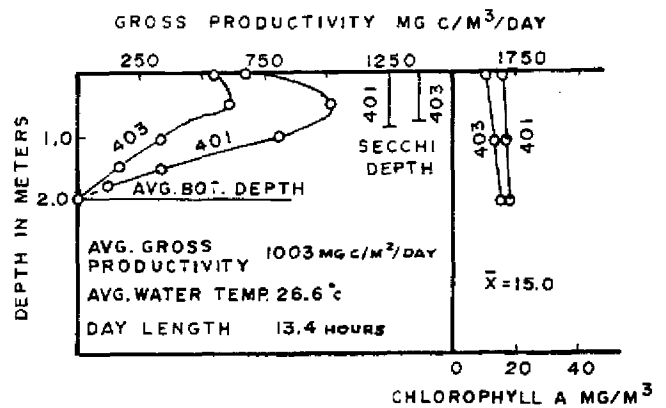 GROSS PRODUCTIVITY MG C/M³/DAY
250 750 1250 1750
DEPTH IN METERS
1.0
2.0
403
401
401
403
SECCHI
DEPTH
403
401
AVG. BOT. DEPTH
AVG. GROSS
PRODUCTIVITY 1003 MG C/M²/DAY
AVG. WATER TEMP. 26.6°C
DAY LENGTH 13.4 HOURS
X̄ = 15.0
0 20 40
CHLOROPHYLL A MG/M³